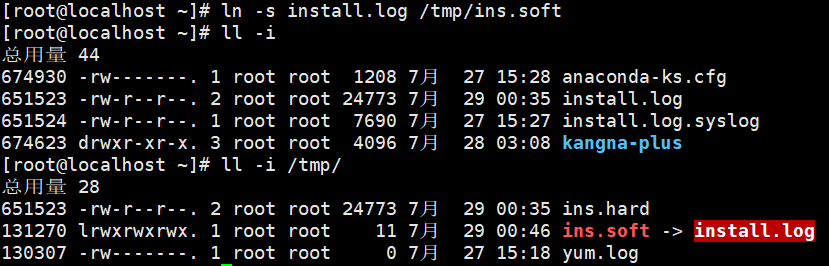 [root@localhost ~]# ln -s install.log /tmp/ins.soft
[root@localhost ~]# ll -i
总用量 44
674930 -rw-------. 1 root root  1208 7月  27 15:28 anaconda-ks.cfg
651523 -rw-r--r--. 2 root root 24773 7月  29 00:35 install.log
651524 -rw-r--r--. 1 root root  7690 7月  27 15:27 install.log.syslog
674623 drwxr-xr-x. 3 root root  4096 7月  28 03:08 kangna-plus
[root@localhost ~]# ll -i /tmp/
总用量 28
651523 -rw-r--r--. 2 root root 24773 7月  29 00:35 ins.hard
131270 lrwxrwxrwx. 1 root root    11 7月  29 00:46 ins.soft -> install.log
130307 -rw-------. 1 root root     0 7月  27 15:18 yum.log